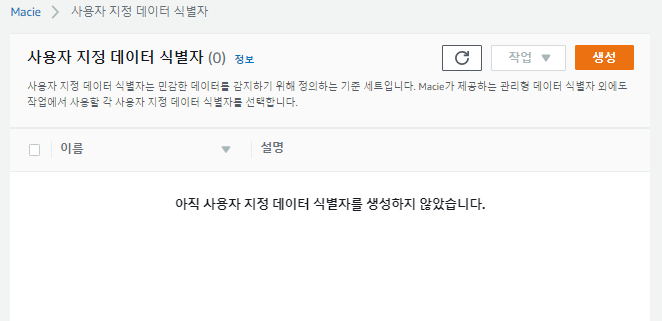 Macie 사용자 지정 데이터 식별자
사용자 지정 데이터 식별자 (0) 정보 작업 생성
사용자 지정 데이터 식별자는 민감한 데이터를 감지하기 위해 정의하는 기준 세트입니다. Macie가 제공하는 관리형 데이터 식별자 외에도
작업에서 사용할 각 사용자 지정 데이터 식별자를 선택합니다.
이름 설명
아직 사용자 지정 데이터 식별자를 생성하지 않았습니다.